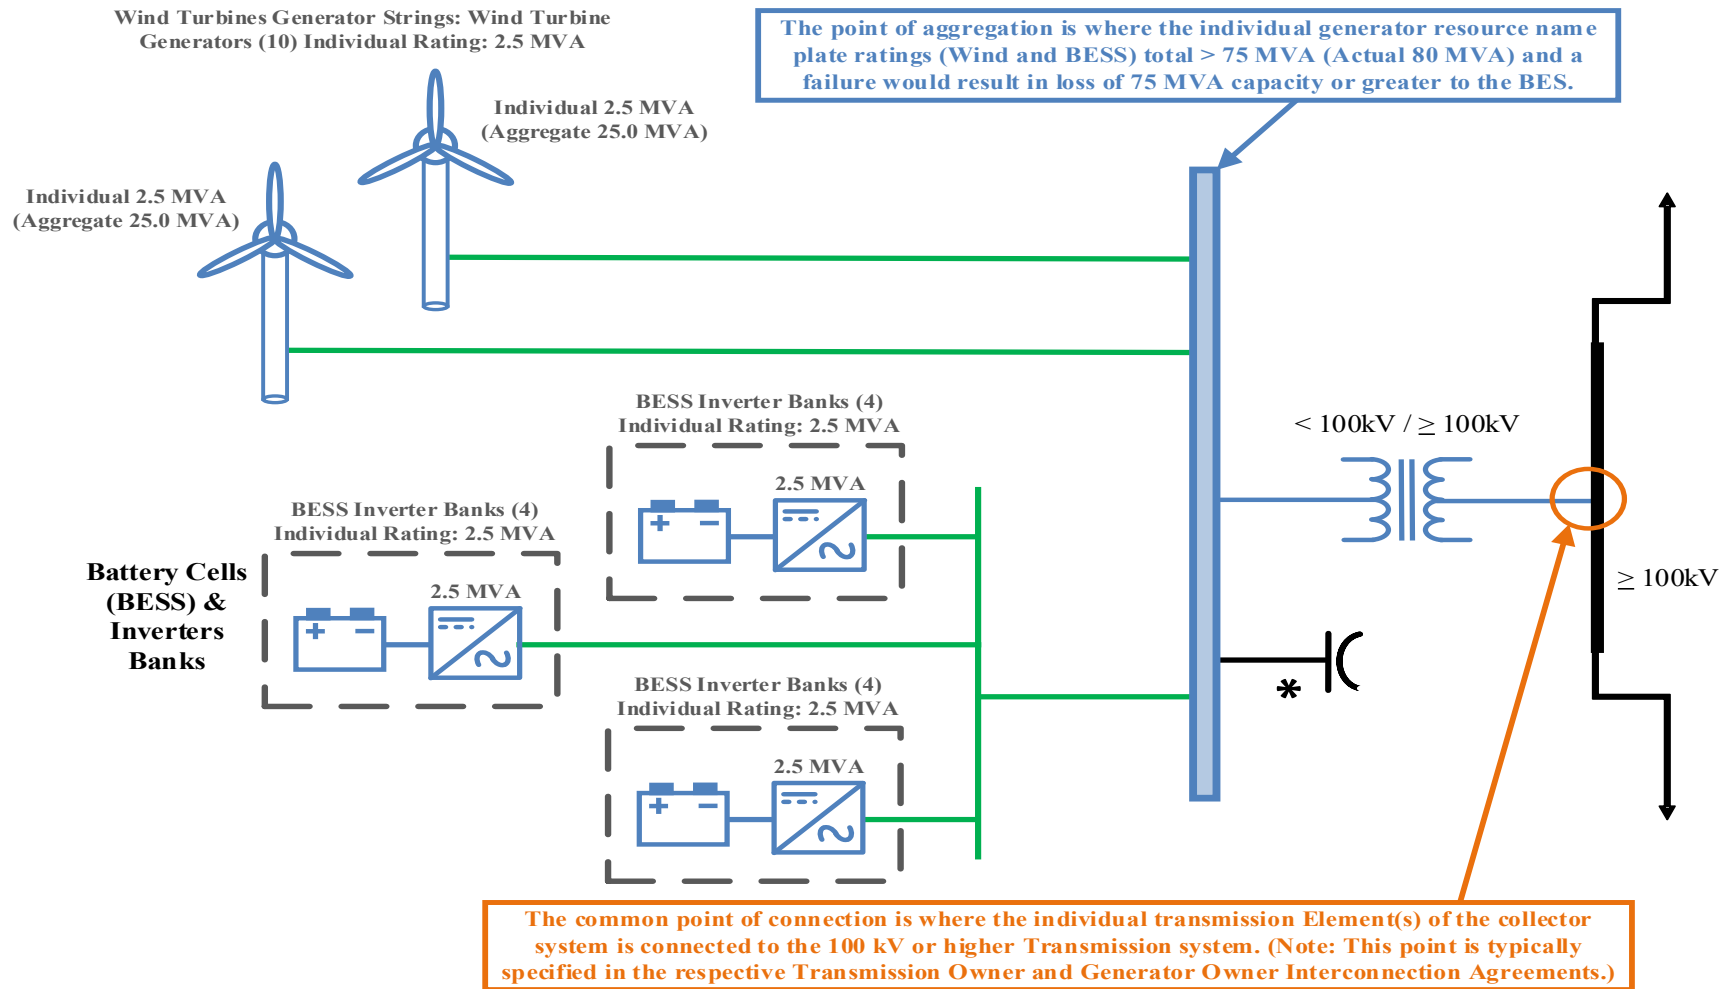 Wind Turbines Generator Strings: Wind Turbine
Generators (10) Individual Rating: 2.5 MVA
The point of aggregation is where the individual generator resource name
plate ratings (Wind and BESS) total > 75 MVA (Actual 80 MVA) and a
failure would result in loss of 75 MVA capacity or greater to the BES.
Individual 2.5 MVA
(Aggregate 25.0 MVA)
Individual 2.5 MVA
(Aggregate 25.0 MVA)
BESS Inverter Banks (4)
Individual Rating: 2.5 MVA
2.5 MVA
+ −
< 100kV / ≥ 100kV
BESS Inverter Banks (4)
Individual Rating: 2.5 MVA
2.5 MVA
+ −
Battery Cells
(BESS) &
Inverters
Banks
≥ 100kV
BESS Inverter Banks (4)
Individual Rating: 2.5 MVA
2.5 MVA
+ −
*
The common point of connection is where the individual transmission Element(s) of the collector
system is connected to the 100 kV or higher Transmission system. (Note: This point is typically
specified in the respective Transmission Owner and Generator Owner Interconnection Agreements.)